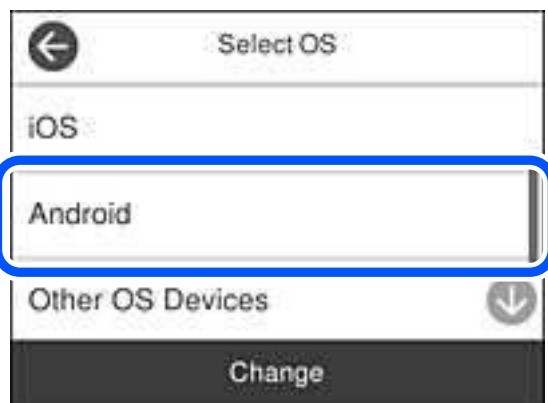 Select OS
iOS
Android
Other OS Devices
Change